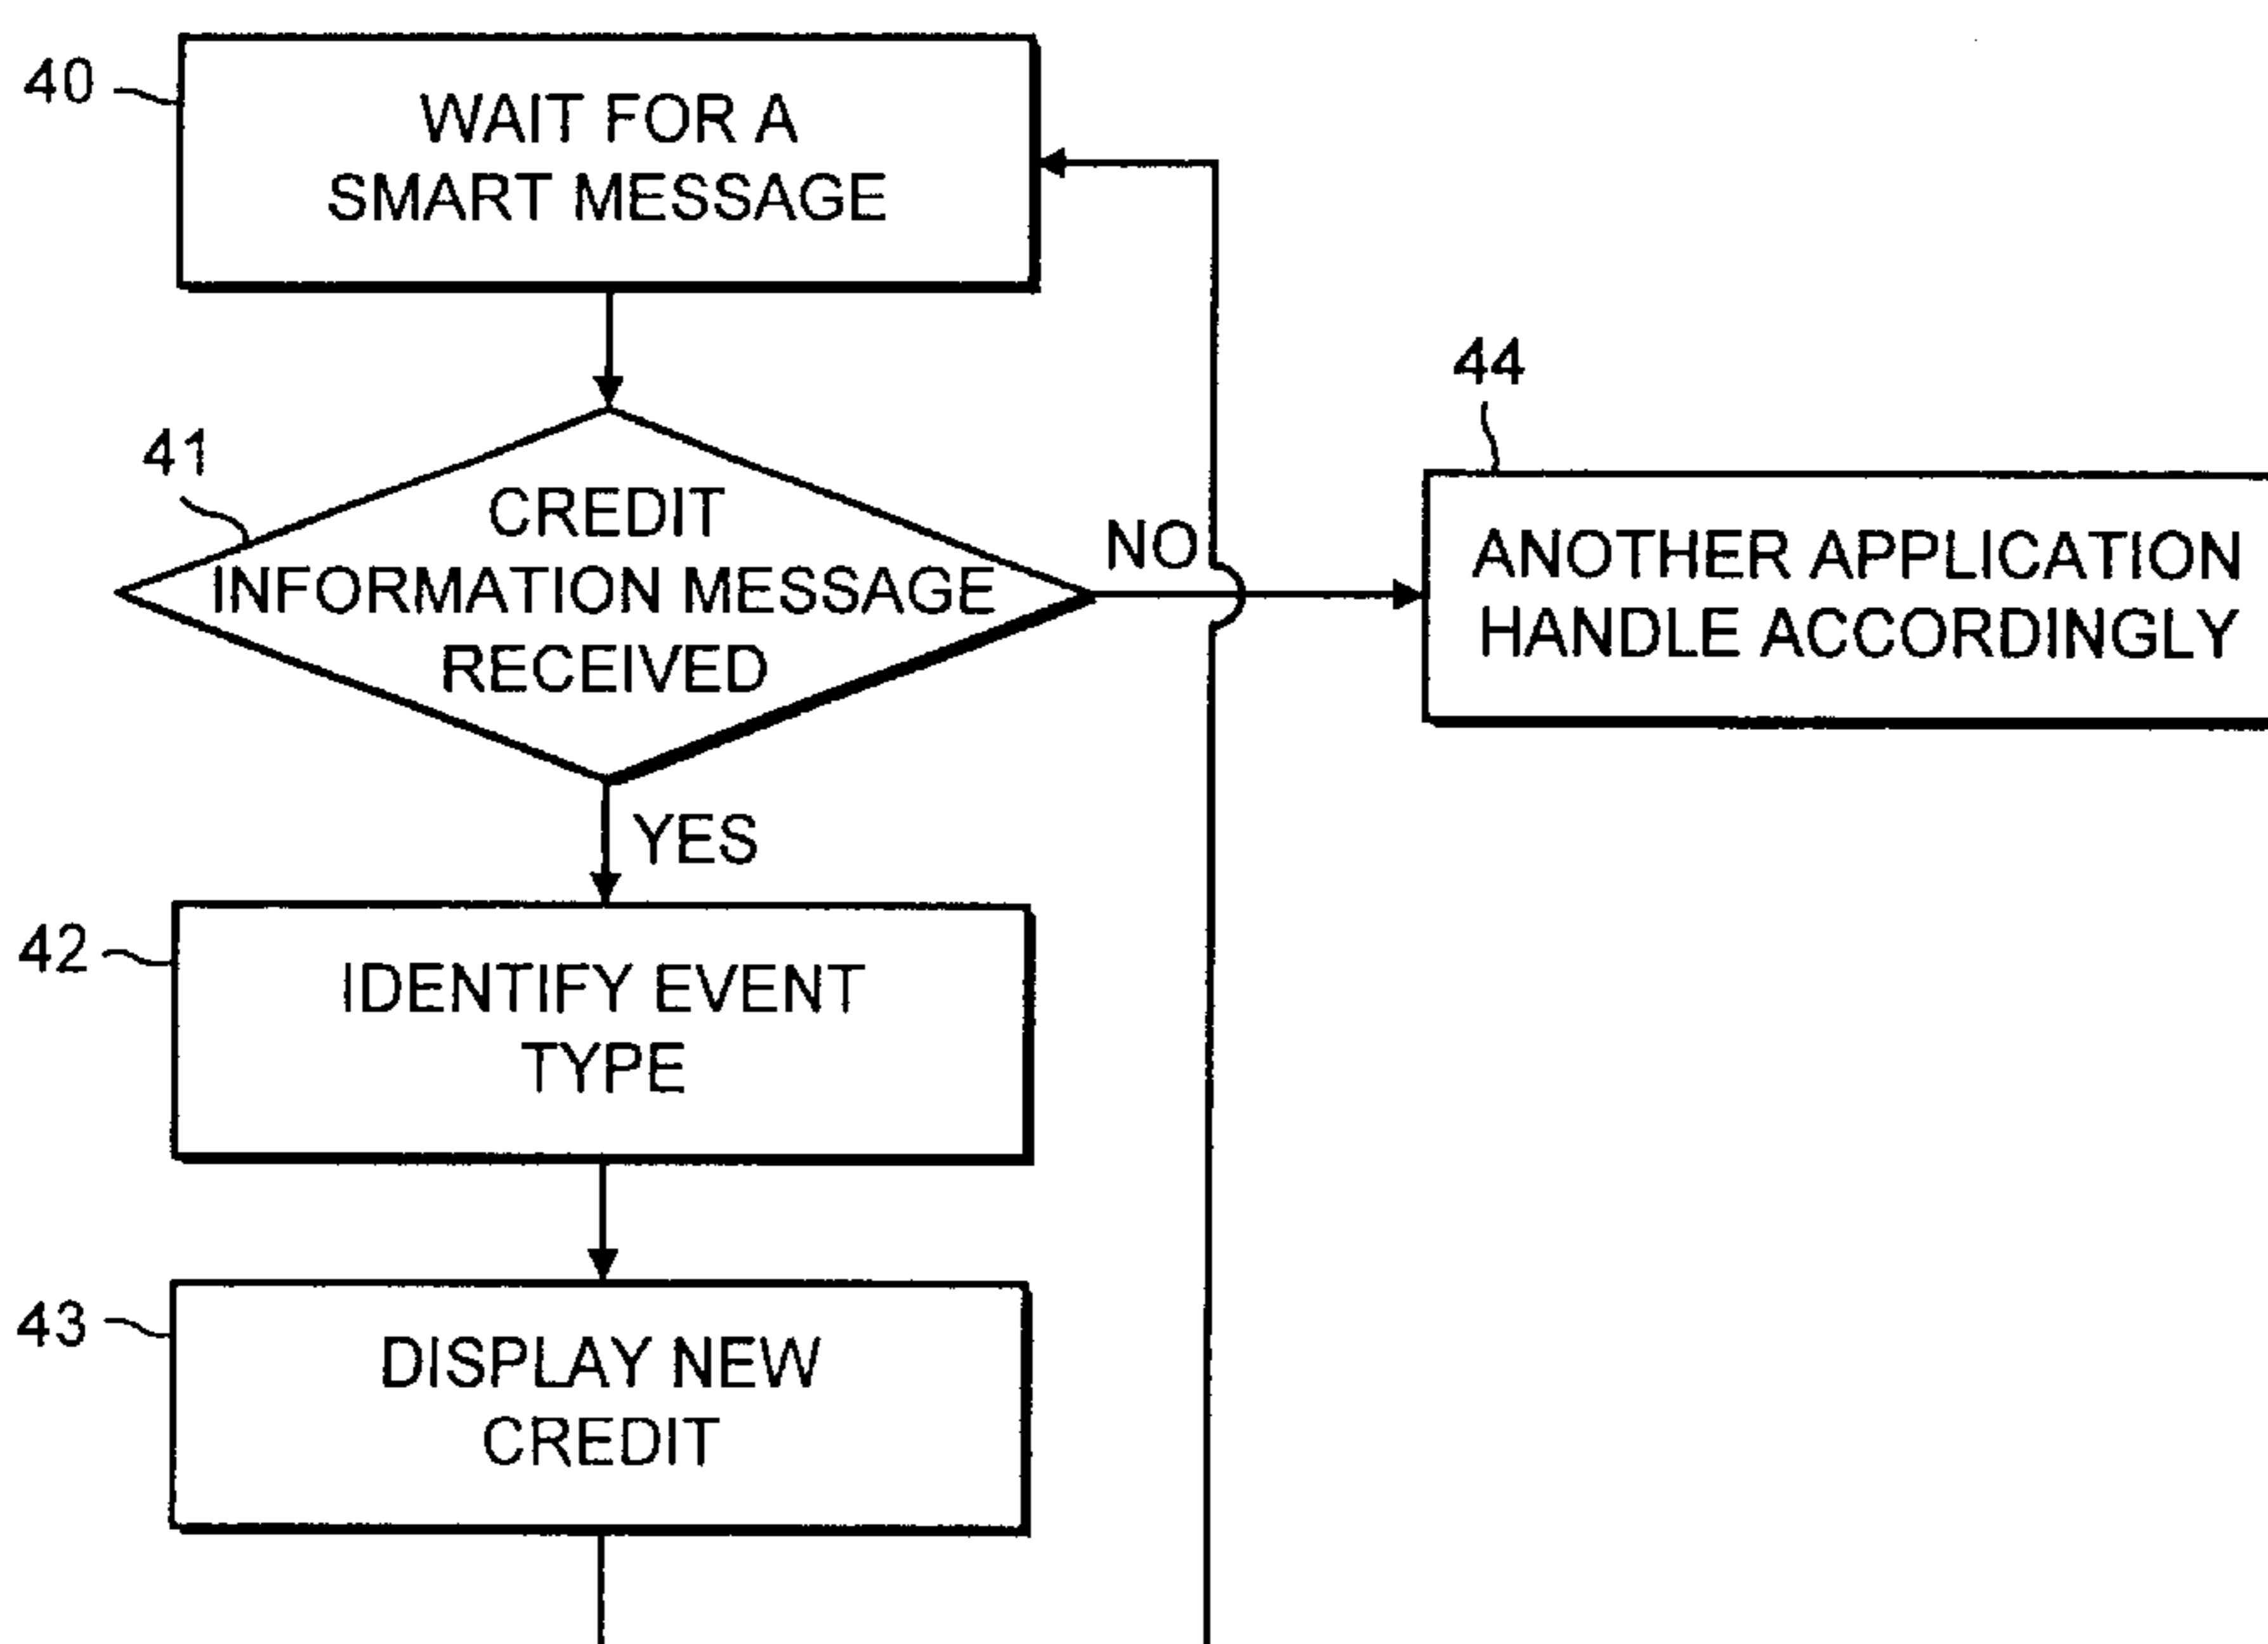 40
WAIT FOR A
SMART MESSAGE
41
CREDIT
INFORMATION MESSAGE
RECEIVED
NO
44
ANOTHER APPLICATION
HANDLE ACCORDINGLY
YES
42
IDENTIFY EVENT
TYPE
43
DISPLAY NEW
CREDIT